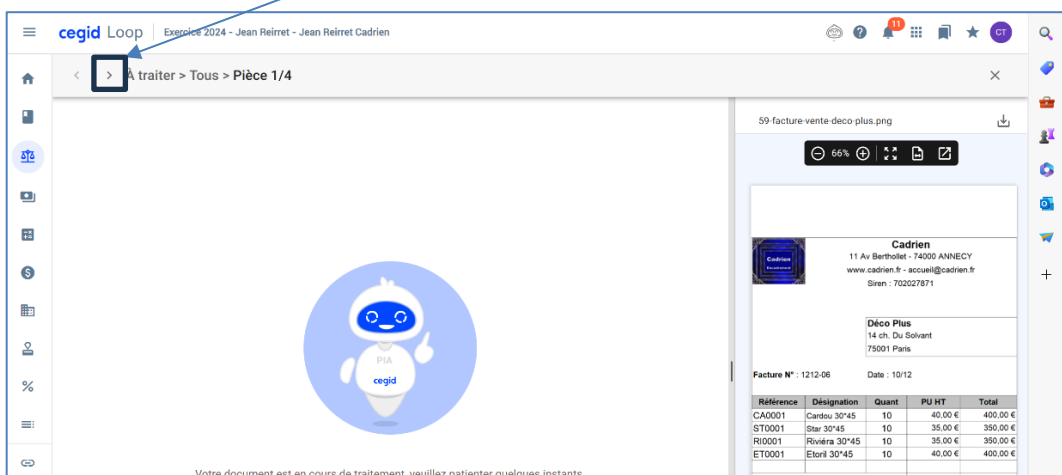 cegid Loop Exercice 2024 - Jean Reirret - Jean Reirret Cadrien
11
CT
À traiter > Tous > Pièce 1/4
59-facture-vente-deco-plus.png
66%
Cadrien
Encadrement
Cadrien
11 Av Berthollet - 74000 ANNECY
www.cadrien.fr - accueil@cadrien.fr
Siren : 702027871
Déco Plus
14 ch. Du Solvant
75001 Paris
Facture N° : 1212-06 Date : 10/12
Référence Désignation Quant PU HT Total
CA0001 Cardou 30*45 10 40,00 € 400,00 €
ST0001 Star 30*45 10 35,00 € 350,00 €
RI0001 Riviéra 30*45 10 35,00 € 350,00 €
ET0001 Etoril 30*45 10 40,00 € 400,00 €
PIA
cegid
Votre document est en cours de traitement, veuillez patienter quelques instants